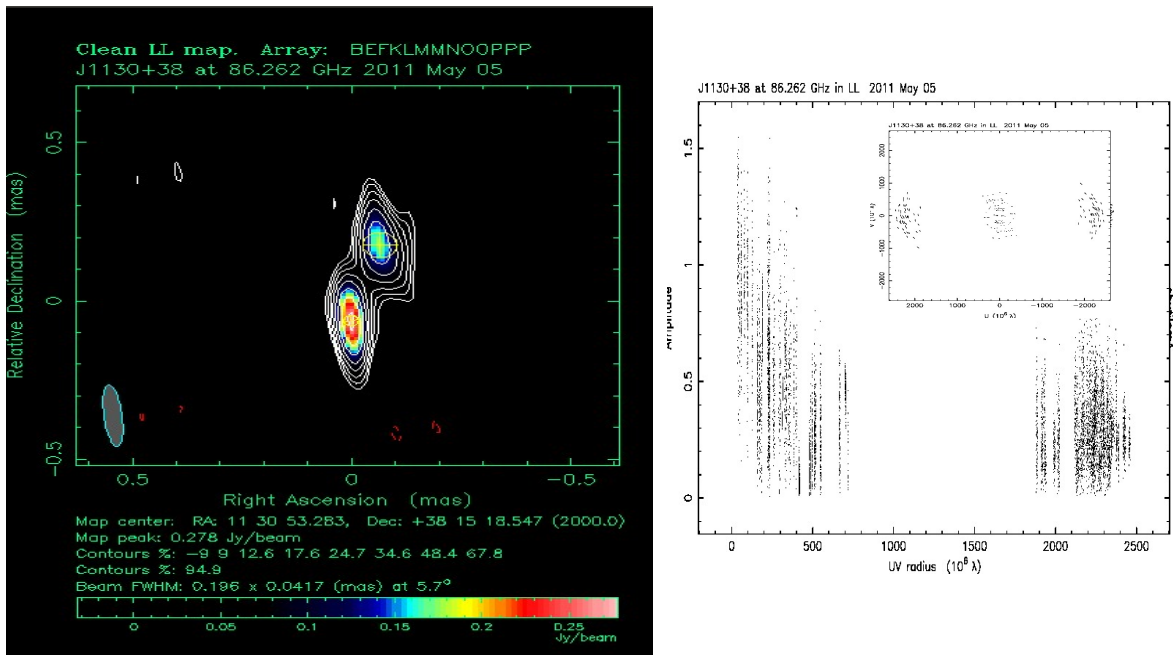 Clean LL map. Array: BEFKLMMNOOPPP
J1130+38 at 86.262 GHz 2011 May 05
Relative Declination (mas)
0.5
0
-0.5
0.5
0
-0.5
Right Ascension (mas)
Map center: RA: 11 30 53.283, Dec: +38 15 18.547 (2000.0)
Map peak: 0.278 Jy/beam
Contours %: -9 9 12.6 17.6 24.7 34.6 48.4 67.8
Contours %: 94.9
Beam FWHM: 0.196 x 0.0417 (mas) at 5.7°
0
0.05
0.1
0.15
0.2
0.25
Jy/beam
J1130+38 at 86.262 GHz in LL 2011 May 05
Amplitude
1.5
1
0.5
0
0
500
1000
1500
2000
2500
UV radius (10⁶ λ)
J1130+38 at 86.262 GHz in LL 2011 May 05
2000
1000
0
-1000
-2000
2000
1000
0
-1000
-2000
U (10⁶ λ)